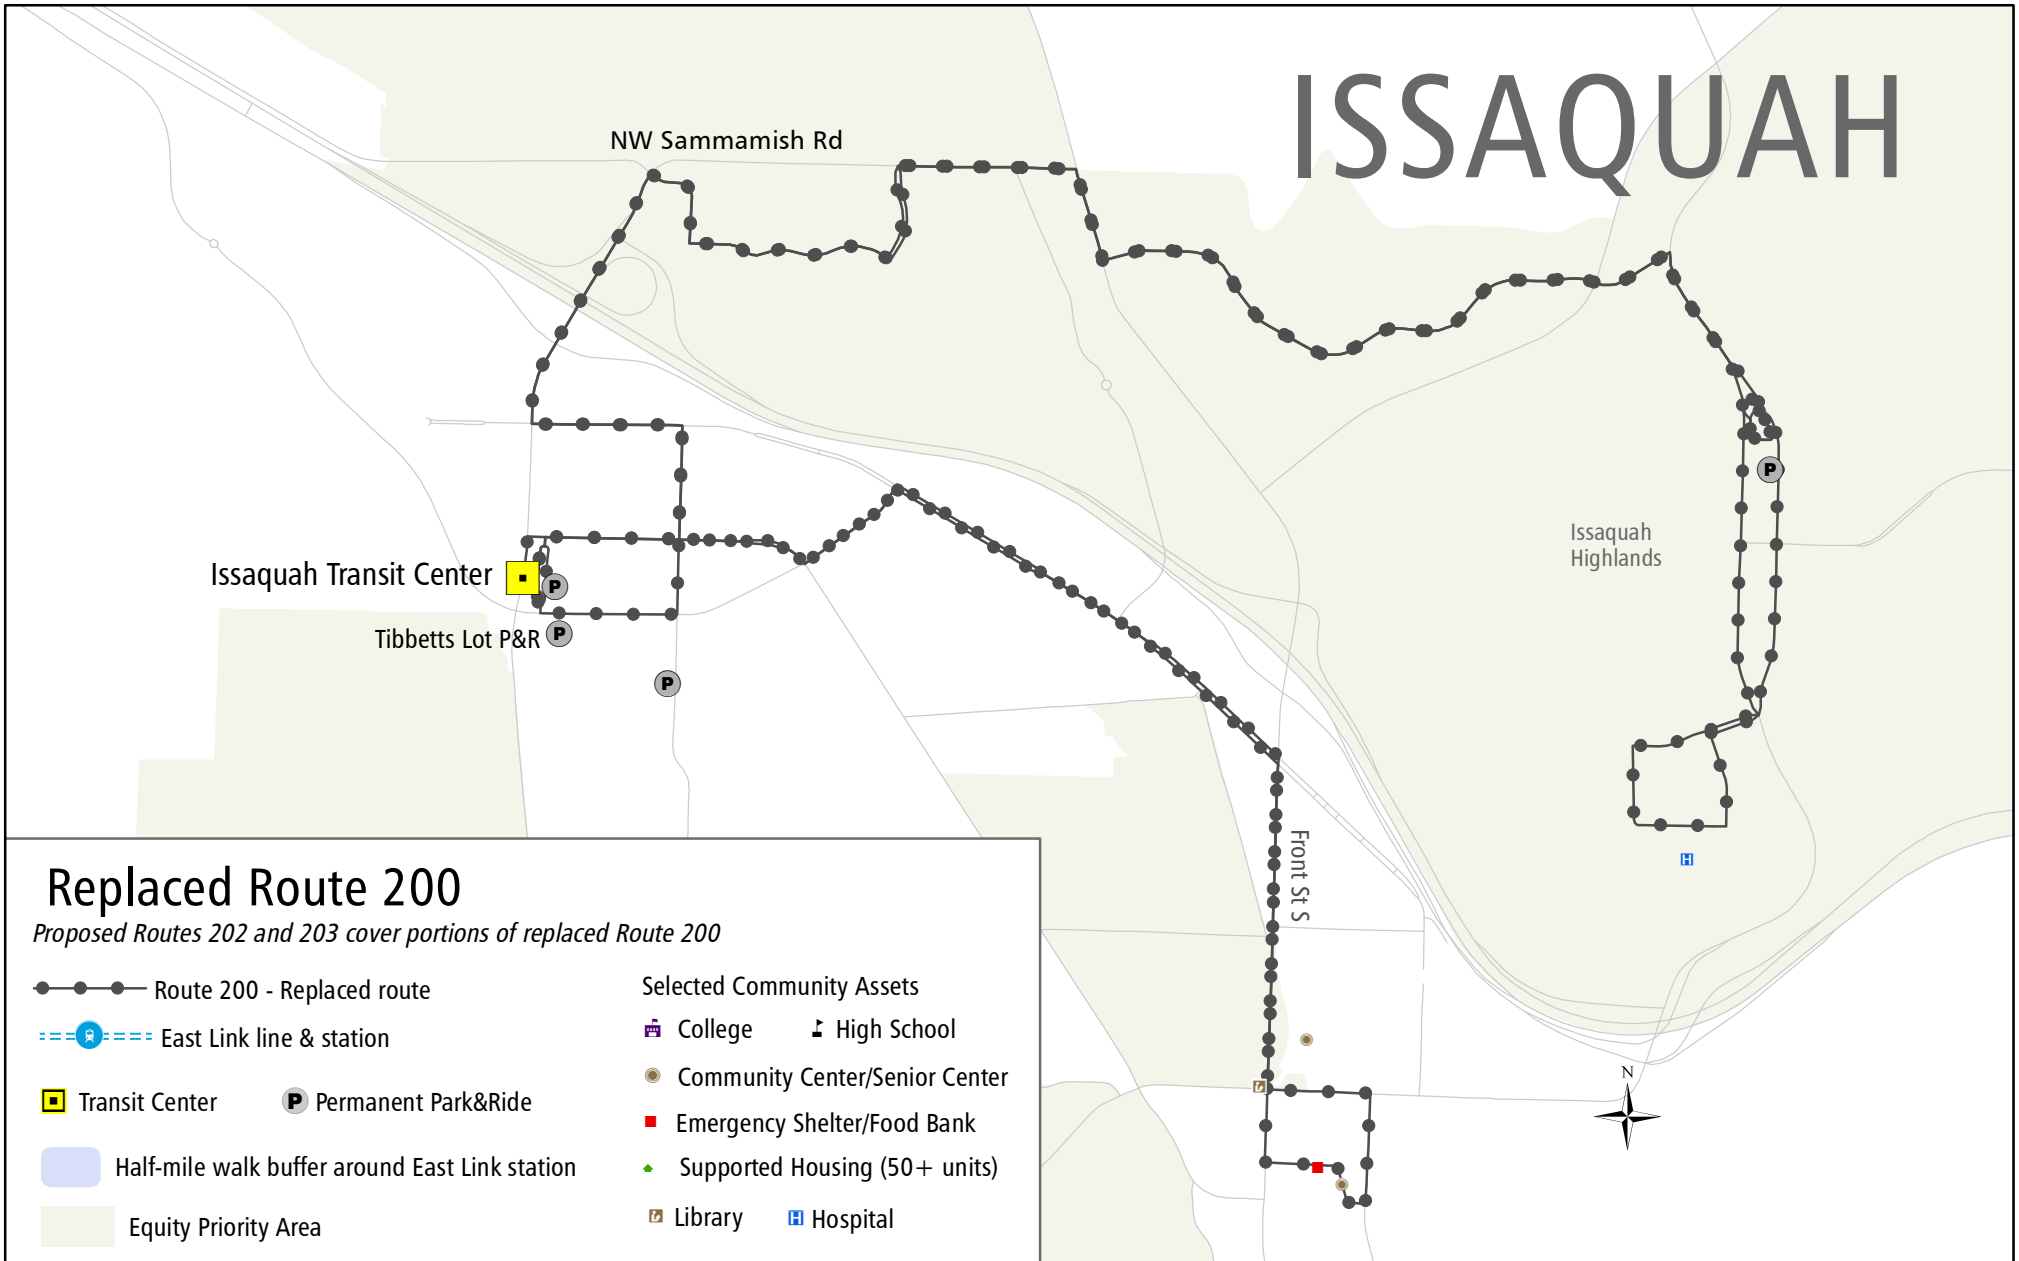 ISSAQUAH
NW Sammamish Rd
Issaquah
Highlands
Issaquah Transit Center
P
P
P
P
Tibbetts Lot P&R
Front St S
H
N
Replaced Route 200
Proposed Routes 202 and 203 cover portions of replaced Route 200
Route 200 - Replaced route
East Link line & station
Transit Center
P Permanent Park&Ride
Half-mile walk buffer around East Link station
Equity Priority Area
Selected Community Assets
College
High School
Community Center/Senior Center
Emergency Shelter/Food Bank
Supported Housing (50+ units)
Library
H Hospital